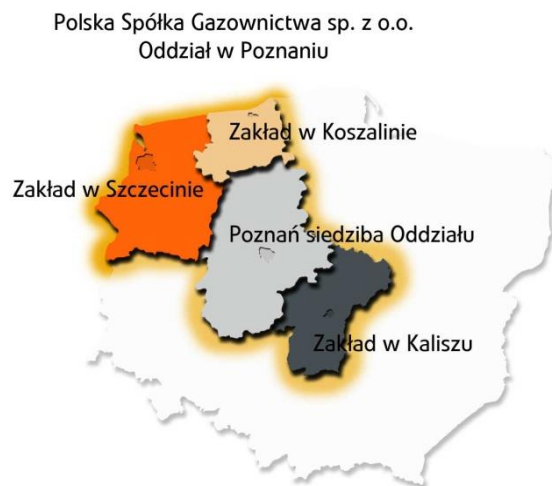 Polska Spółka Gazownictwa sp. z o.o.
Oddział w Poznaniu
Zakład w Koszalinie
Zakład w Szczecinie
Poznań siedziba Oddziału
Zakład w Kaliszu